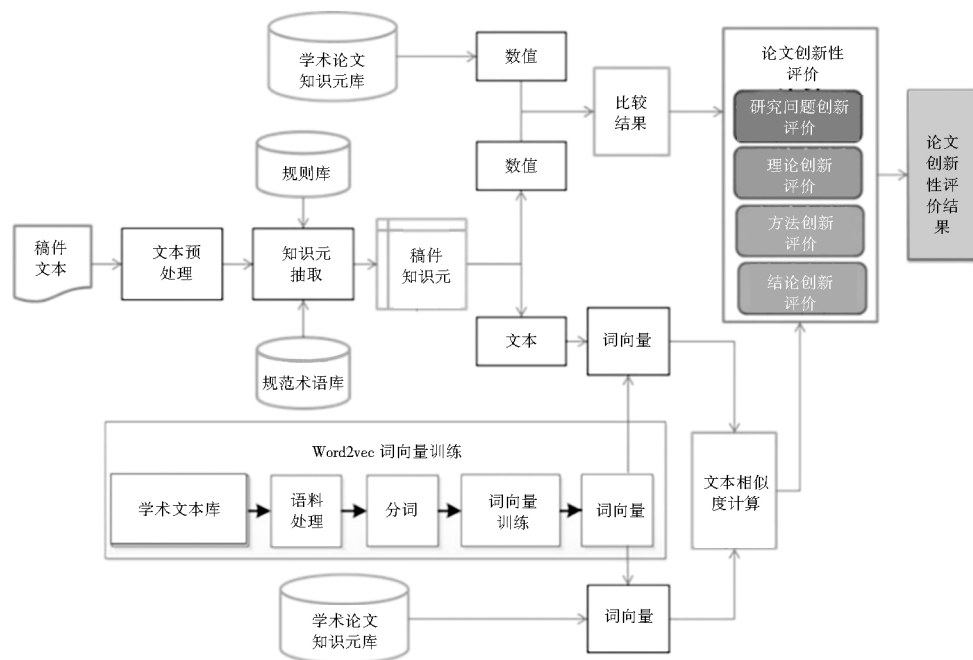 学术论文
知识元库
数值
论文创新性
评价
比较
结果
研究问题创新
评价
规则库
数值
理论创新
评价
论文
创新
性评
价结
果
稿件
文本
文本预
处理
知识元
抽取
稿件
知识元
方法创新
评价
结论创新
评价
规范术语库
文本
词向量
Word2vec 词向量训练
学术文本库
语料
处理
分词
词向量
训练
词向量
文本相似
度计算
学术论文
知识元库
词向量